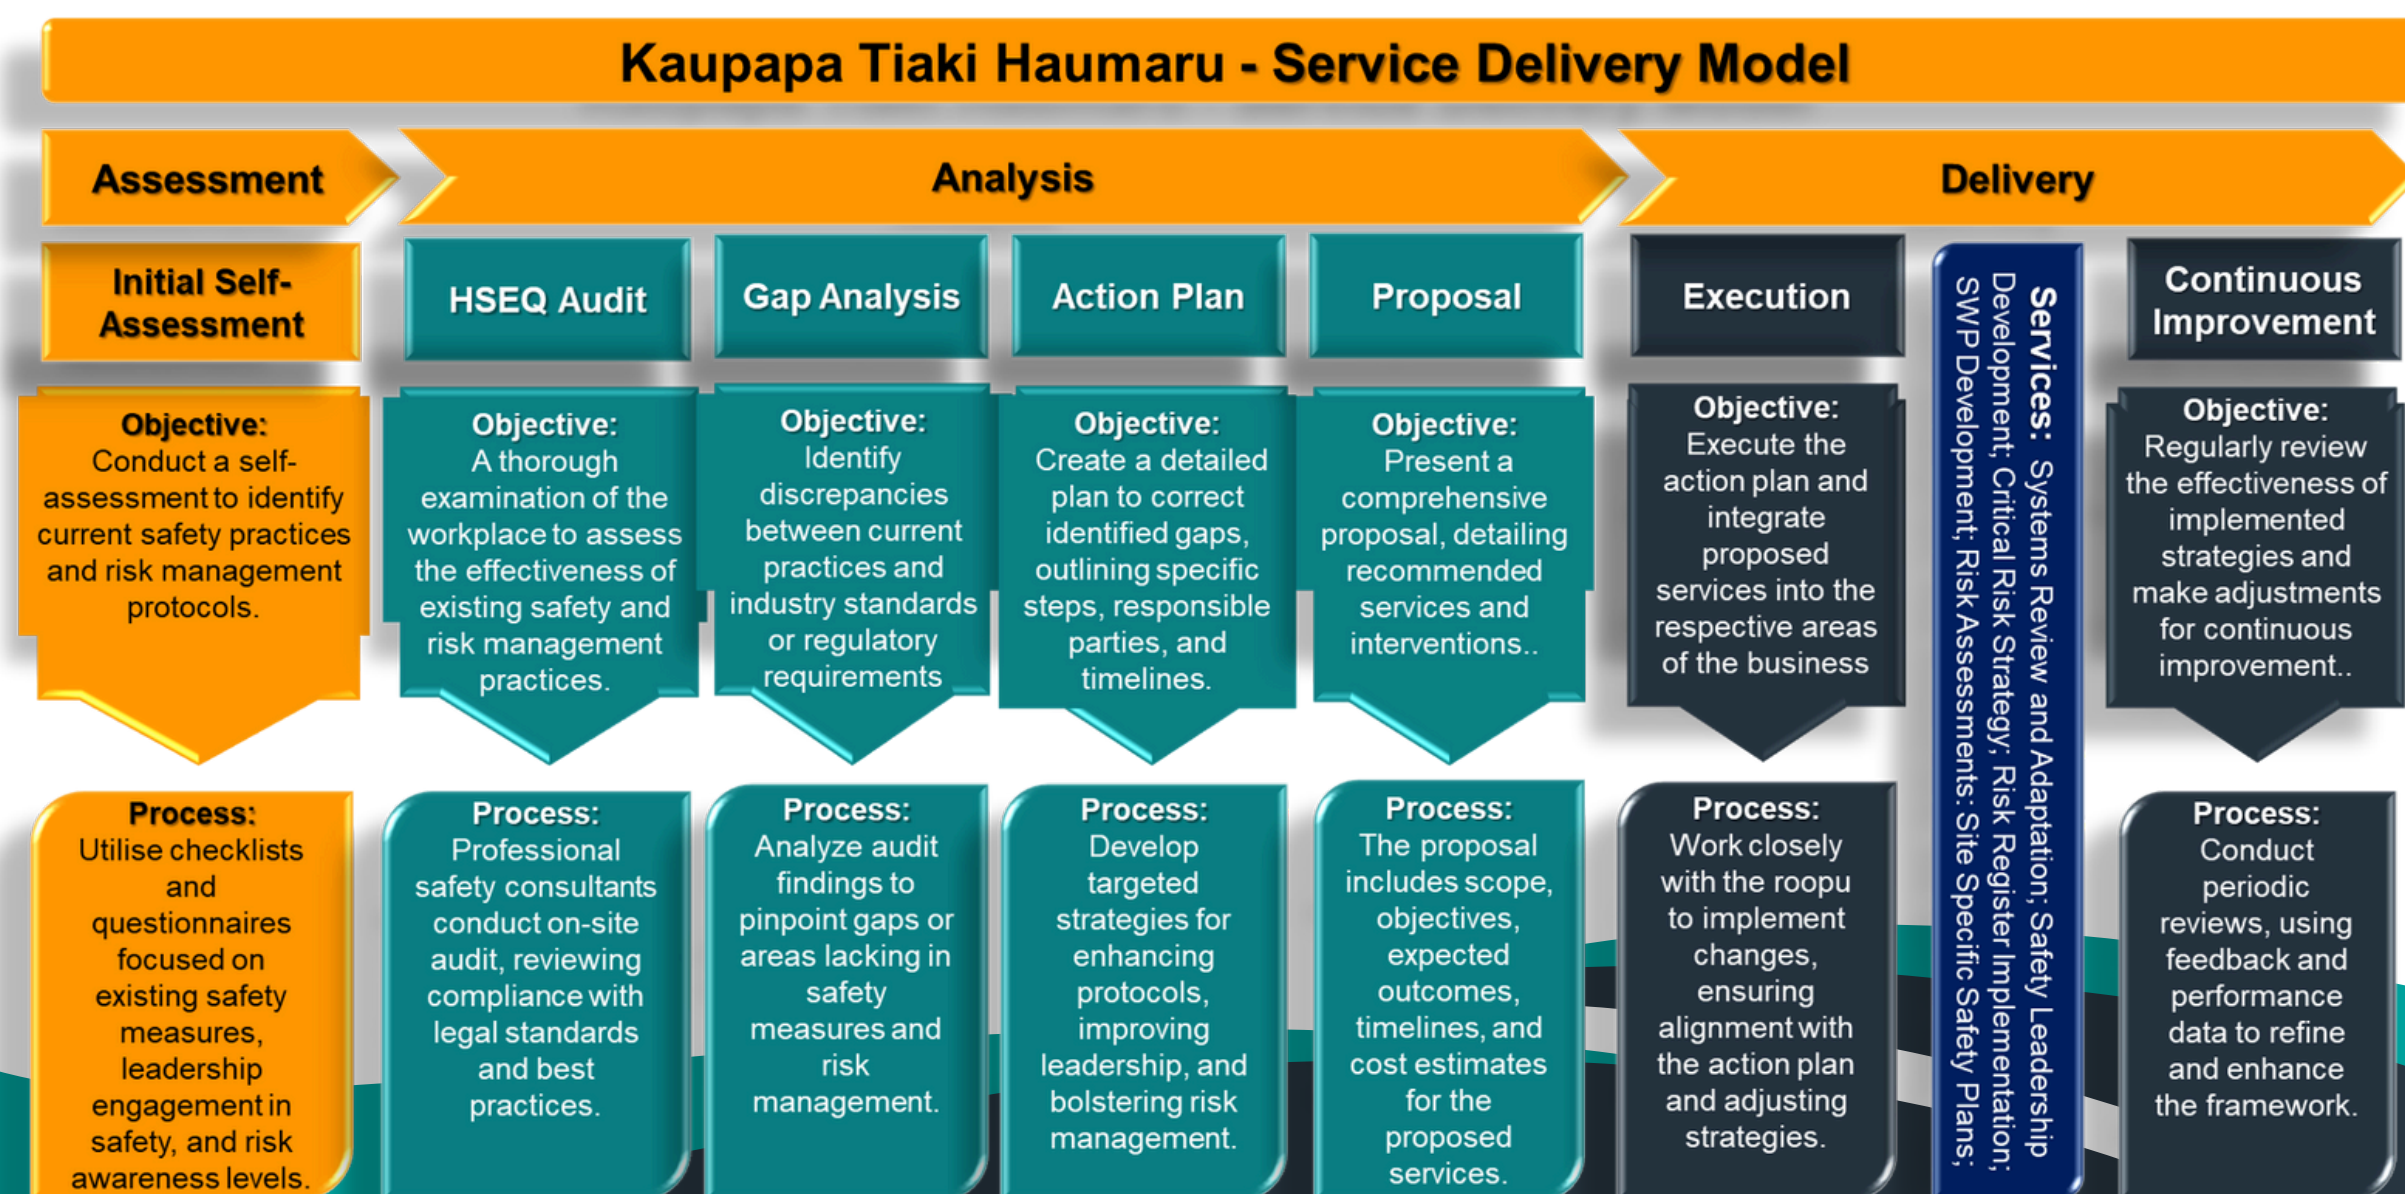 Kaupapa Tiaki Haumaru - Service Delivery Model
Assessment
Analysis
Delivery
Initial Self-
Assessment
HSEQ Audit
Gap Analysis
Action Plan
Proposal
Execution
Continuous
Improvement
Objective:
Conduct a self-
assessment to identify
current safety practices
and risk management
protocols.
Objective:
A thorough
examination of the
workplace to assess
the effectiveness of
existing safety and
risk management
practices.
Objective:
Identify
discrepancies
between current
practices and
industry standards
or regulatory
requirements
Objective:
Create a detailed
plan to correct
identified gaps,
outlining specific
steps, responsible
parties, and
timelines.
Objective:
Present a
comprehensive
proposal, detailing
recommended
services and
interventions..
Objective:
Execute the
action plan and
integrate
proposed
services into the
respective areas
of the business
Services: Systems Review and Adaptation; Safety Leadership
Development; Critical Risk Strategy; Risk Register Implementation;
SWP Development; Risk Assessments: Site Specific Safety Plans;
Objective:
Regularly review
the effectiveness of
implemented
strategies and
make adjustments
for continuous
improvement..
Process:
Utilise checklists
and
questionnaires
focused on
existing safety
measures,
leadership
engagement in
safety, and risk
awareness levels.
Process:
Professional
safety consultants
conduct on-site
audit, reviewing
compliance with
legal standards
and best
practices.
Process:
Analyze audit
findings to
pinpoint gaps or
areas lacking in
safety
measures and
risk
management.
Process:
Develop
targeted
strategies for
enhancing
protocols,
improving
leadership, and
bolstering risk
management.
Process:
The proposal
includes scope,
objectives,
expected
outcomes,
timelines, and
cost estimates
for the
proposed
services.
Process:
Work closely
with the roopu
to implement
changes,
ensuring
alignment with
the action plan
and adjusting
strategies.
Process:
Conduct
periodic
reviews, using
feedback and
performance
data to refine
and enhance
the framework.